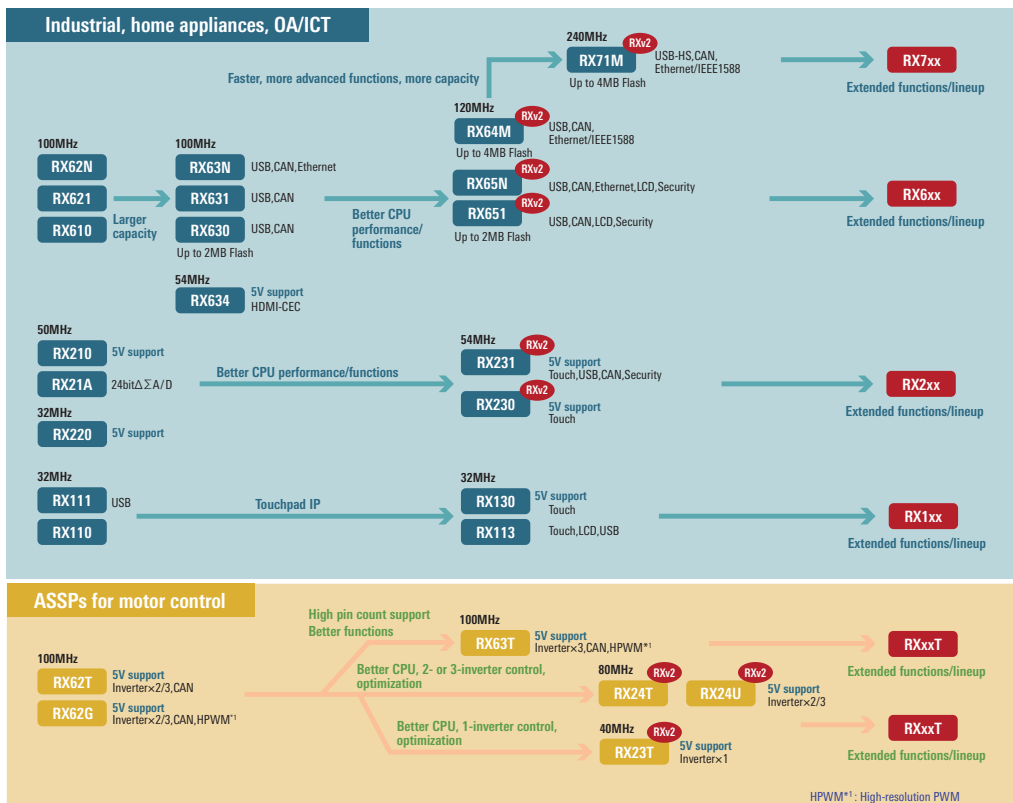 Industrial, home appliances, OA/ICT
240MHz
RX71M
RXv2
USB-HS,CAN,
Ethernet/IEEE1588
Up to 4MB Flash
RX7xx
Extended functions/lineup
Faster, more advanced functions, more capacity
120MHz
RX64M
RXv2
USB,CAN,
Ethernet/IEEE1588
Up to 4MB Flash
100MHz
RX62N
RX621
RX610
Larger
capacity
100MHz
RX63N
USB,CAN,Ethernet
RX631
USB,CAN
RX630
USB,CAN
Up to 2MB Flash
Better CPU
performance/
functions
RX65N
RXv2
USB,CAN,Ethernet,LCD,Security
RX651
RXv2
USB,CAN,LCD,Security
Up to 2MB Flash
RX6xx
Extended functions/lineup
54MHz
RX634
5V support
HDMI-CEC
50MHz
RX210
5V support
RX21A
24bitΔΣA/D
32MHz
RX220
5V support
Better CPU performance/functions
54MHz
RX231
RXv2
5V support
Touch,USB,CAN,Security
RX230
RXv2
5V support
Touch
RX2xx
Extended functions/lineup
32MHz
RX111
USB
RX110
Touchpad IP
32MHz
RX130
5V support
Touch
RX113
Touch,LCD,USB
RX1xx
Extended functions/lineup
ASSPs for motor control
100MHz
RX62T
5V support
Inverter×2/3,CAN
RX62G
5V support
Inverter×2/3,CAN,HPWM*1
High pin count support
Better functions
100MHz
RX63T
5V support
Inverter×3,CAN,HPWM*1
RXxxT
Extended functions/lineup
Better CPU, 2- or 3-inverter control,
optimization
80MHz
RX24T
RXv2
RX24U
RXv2
5V support
Inverter×2/3
Better CPU, 1-inverter control,
optimization
40MHz
RX23T
RXv2
5V support
Inverter×1
RXxxT
Extended functions/lineup
HPWM*1 : High-resolution PWM